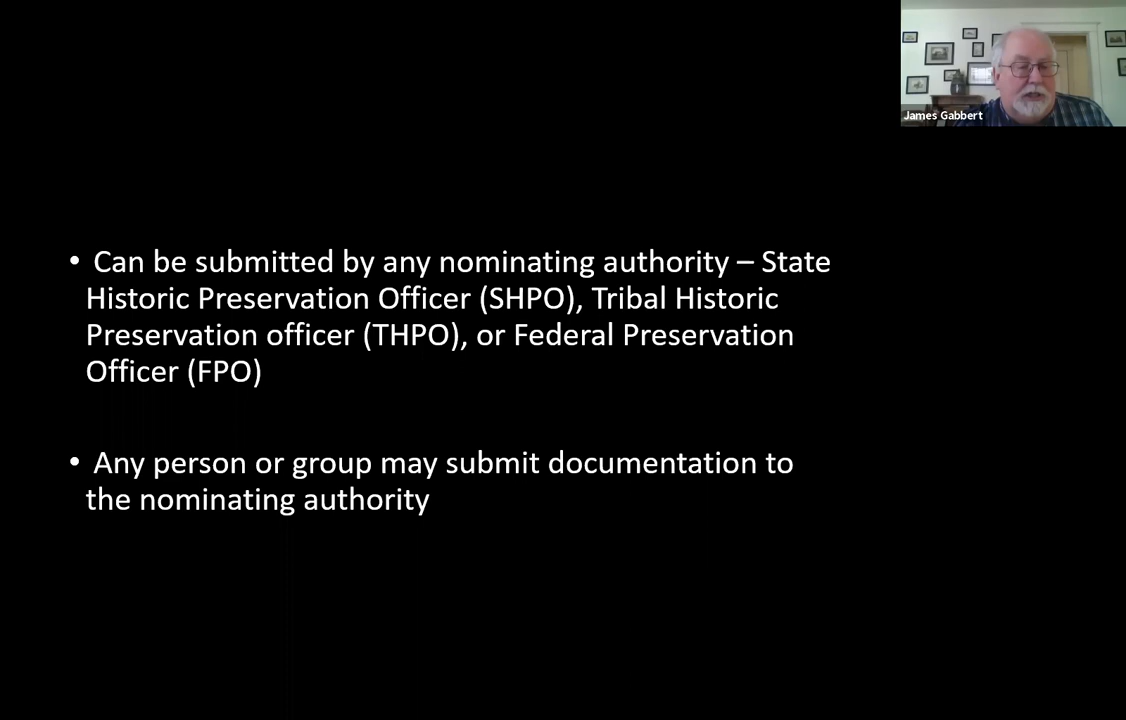 James Gabbert
• Can be submitted by any nominating authority – State
Historic Preservation Officer (SHPO), Tribal Historic
Preservation officer (THPO), or Federal Preservation
Officer (FPO)
• Any person or group may submit documentation to
the nominating authority